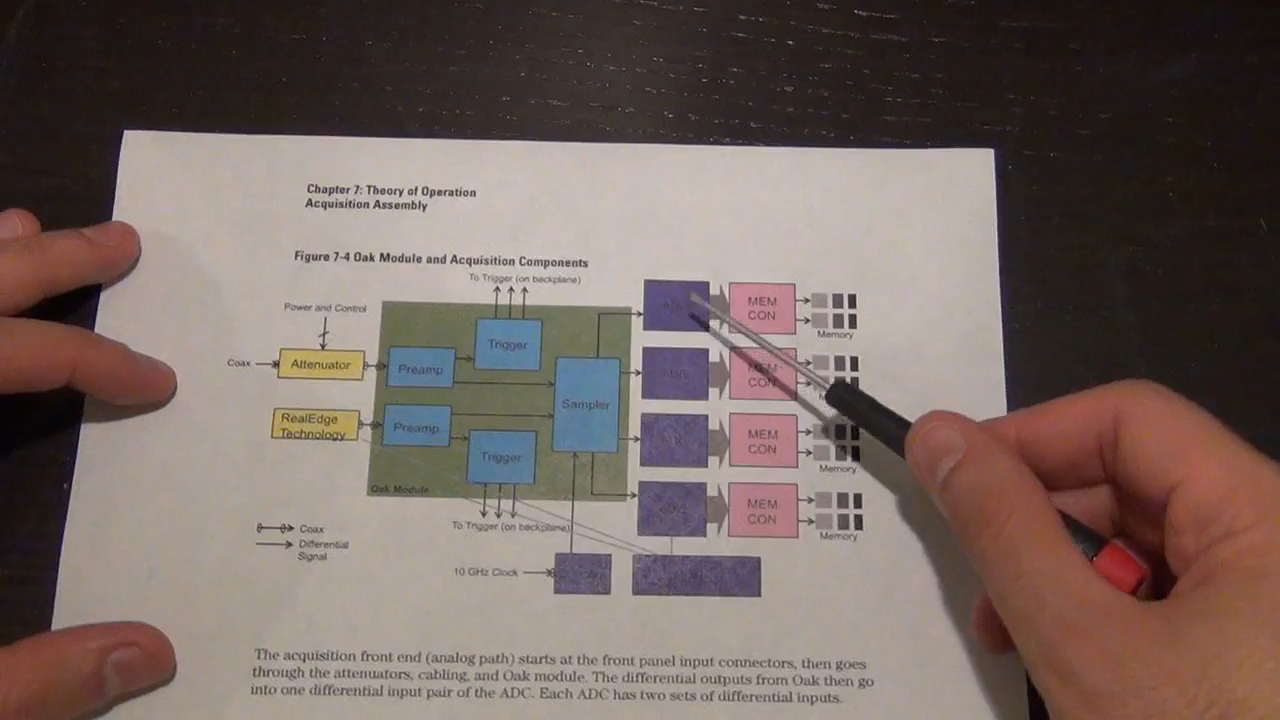 Chapter 7: Theory of Operation
Acquisition Assembly
Figure 7-4 Oak Module and Acquisition Components
To Trigger (on backplane)
Power and Control
Coax
Attenuator
Preamp
Trigger
Sampler
MEM
CON
Memory
MEM
CON
RealEdge
Technology
Preamp
Trigger
MEM
CON
Memory
Oak Module
MEM
CON
Memory
To Trigger (on backplane)
Coax
Differential
Signal
10 GHz Clock
The acquisition front end (analog path) starts at the front panel input connectors, then goes
through the attenuators, cabling, and Oak module. The differential outputs from Oak then go
into one differential input pair of the ADC. Each ADC has two sets of differential inputs.